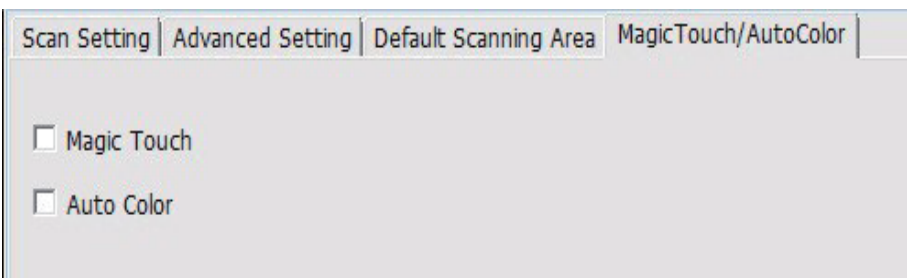 Scan Setting Advanced Setting Default Scanning Area MagicTouch/AutoColor
Magic Touch
Auto Color